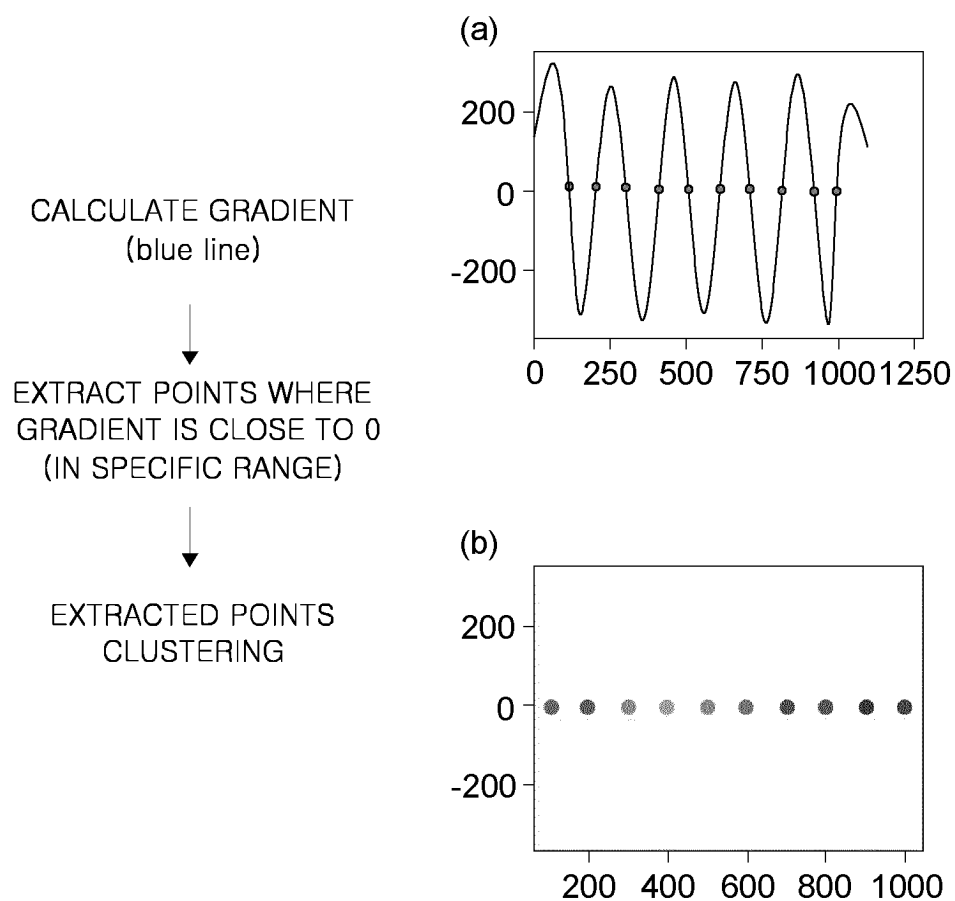 CALCULATE GRADIENT
(blue line)
EXTRACT POINTS WHERE
GRADIENT IS CLOSE TO 0
(IN SPECIFIC RANGE)
EXTRACTED POINTS
CLUSTERING
(a)
200
0
-200
0 250 500 750 1000 1250
(b)
200
0
-200
200 400 600 800 1000